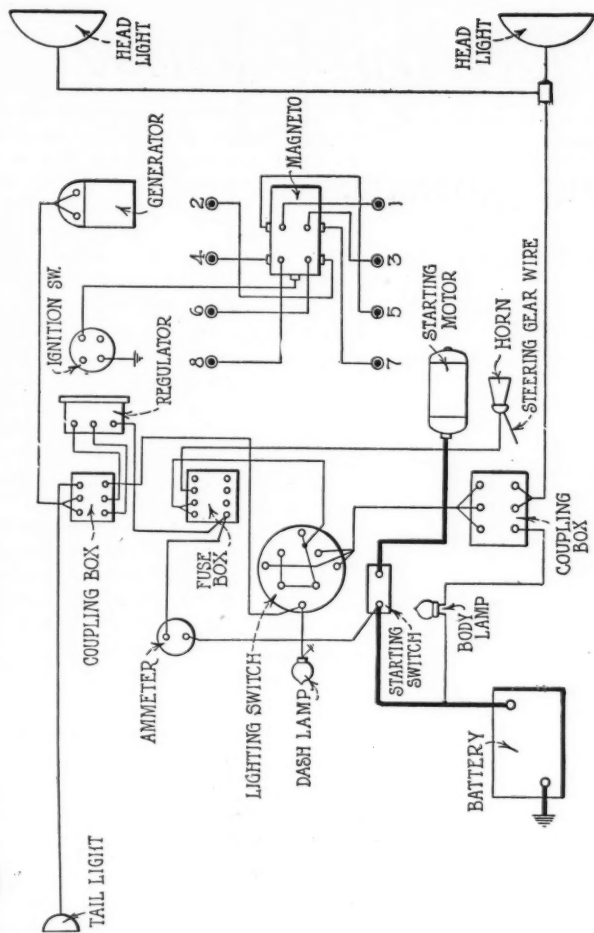 TAIL LIGHT
COUPLING BOX
AMMETER
REGULATOR
IGNITION SW.
GENERATOR
HEAD
LIGHT
FUSE
BOX
LIGHTING SWITCH
DASH LAMP
8
6
4
2
MAGNETO
7
5
3
1
STARTING
SWITCH
STARTING
MOTOR
BATTERY
BODY
LAMP
HORN
STEERING GEAR WIRE
COUPLING
BOX
HEAD
LIGHT